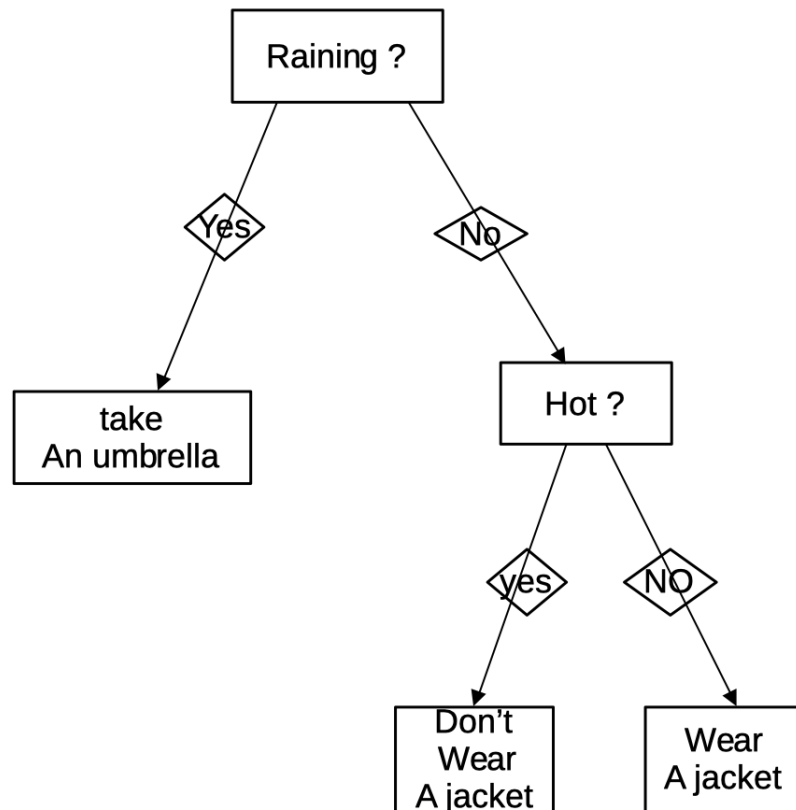 Raining ?
Yes
No
take
An umbrella
Hot ?
yes
NO
Don't
Wear
A jacket
Wear
A jacket